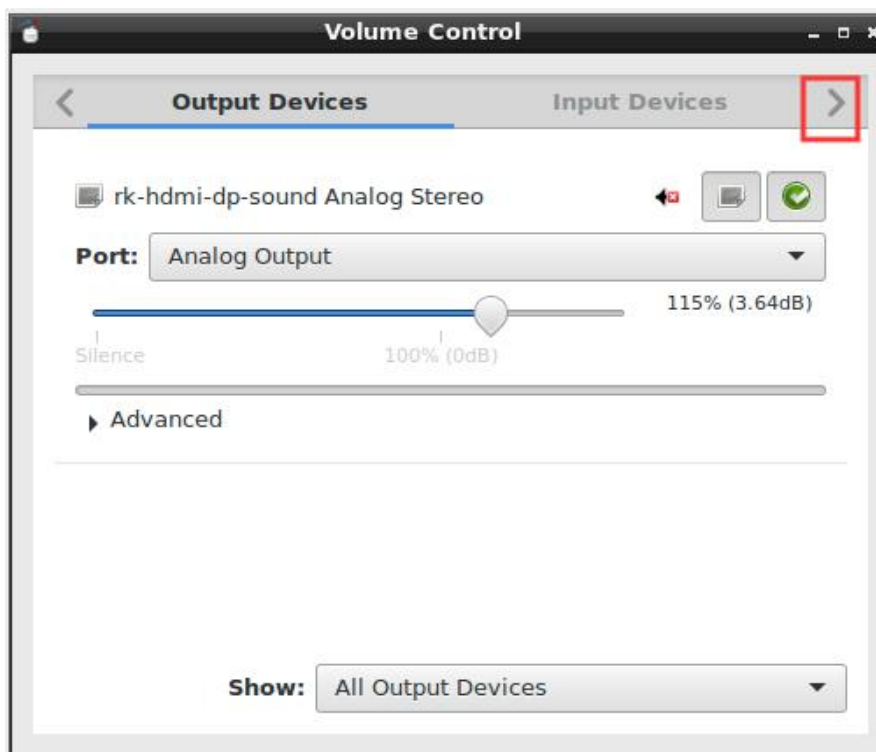 Volume Control
Output Devices Input Devices
rk-hdmi-dp-sound Analog Stereo
Port: Analog Output
115% (3.64dB)
Silence 100% (0dB)
Advanced
Show: All Output Devices